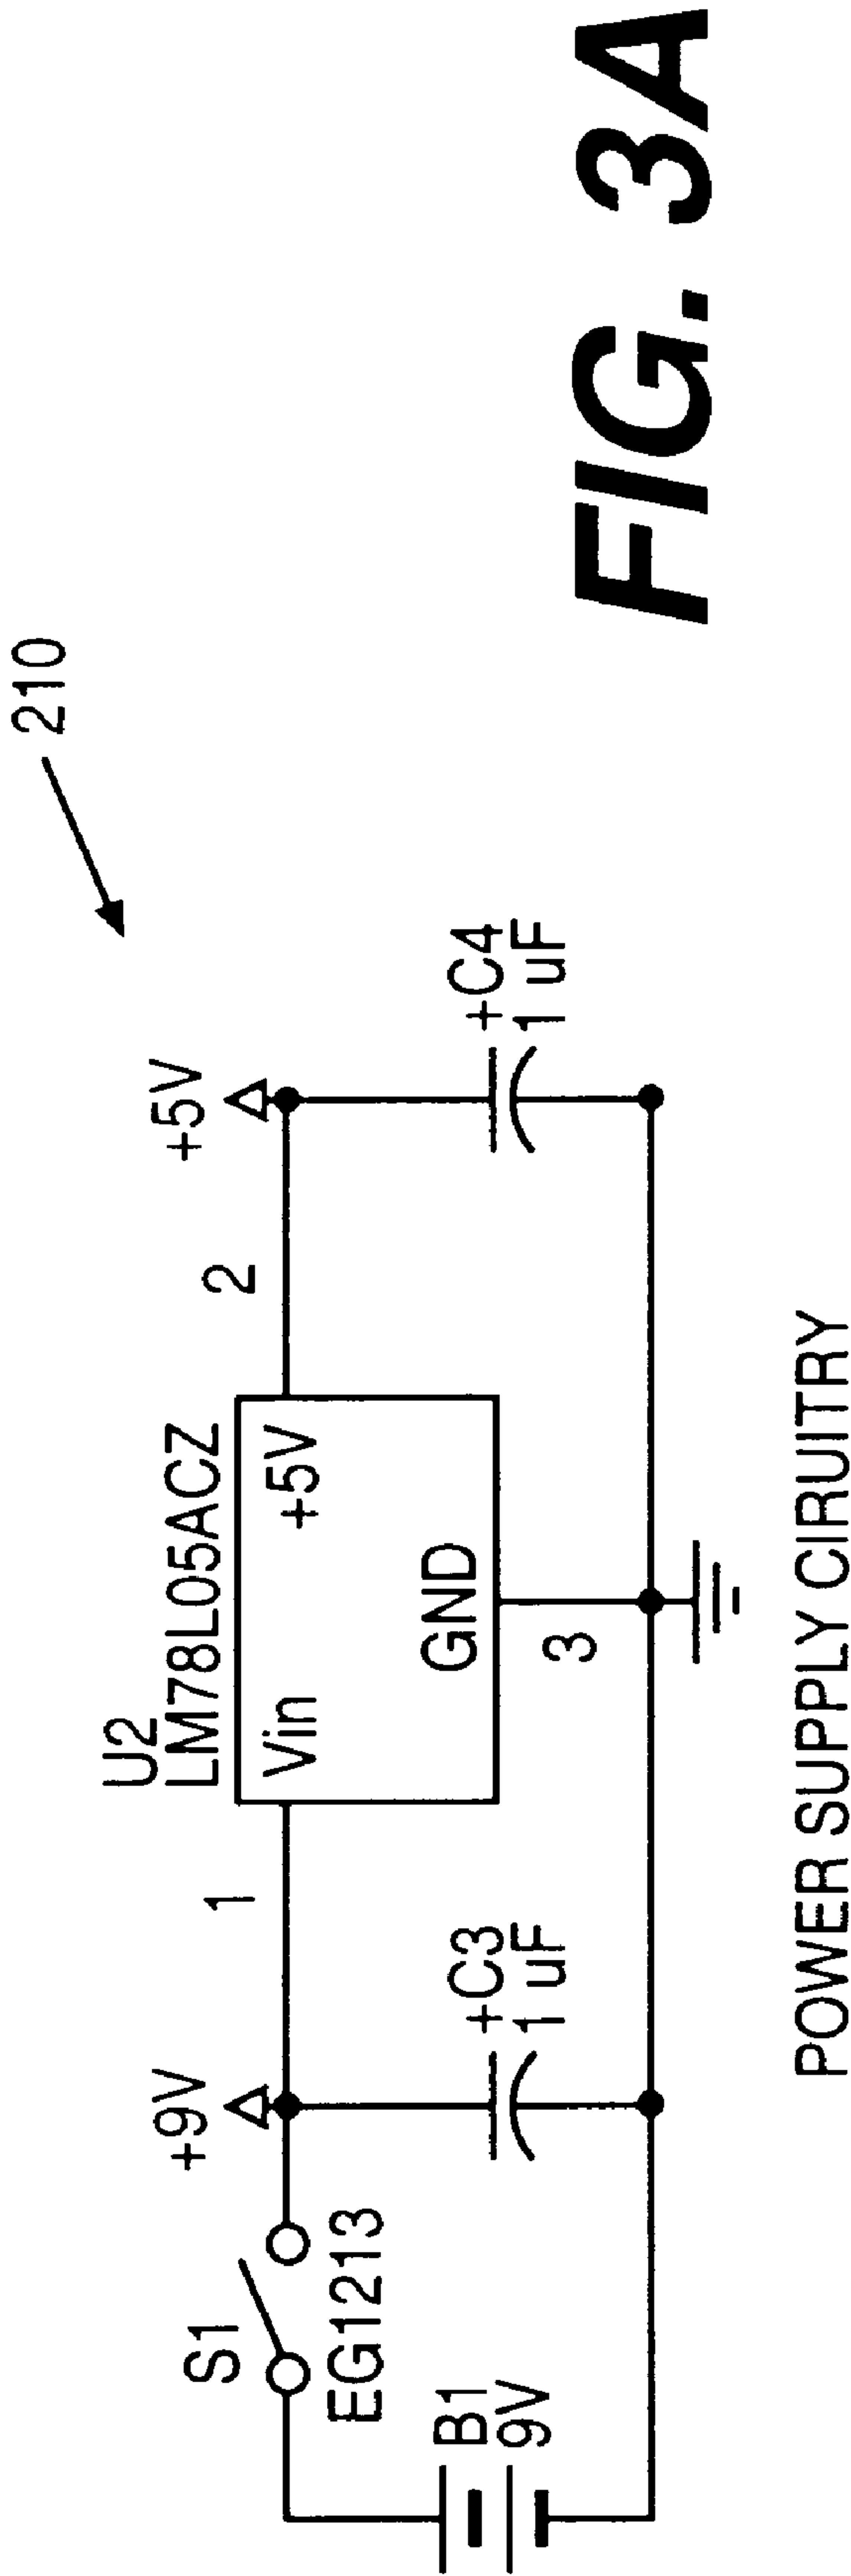 210
U2
LM78L05ACZ
+9V
+5V
S1
1
2
Vin
+5V
EG1213
GND
B1
9V
+C3
1 uF
+C4
1 uF
3
POWER SUPPLY CIRUITRY
FIG. 3A